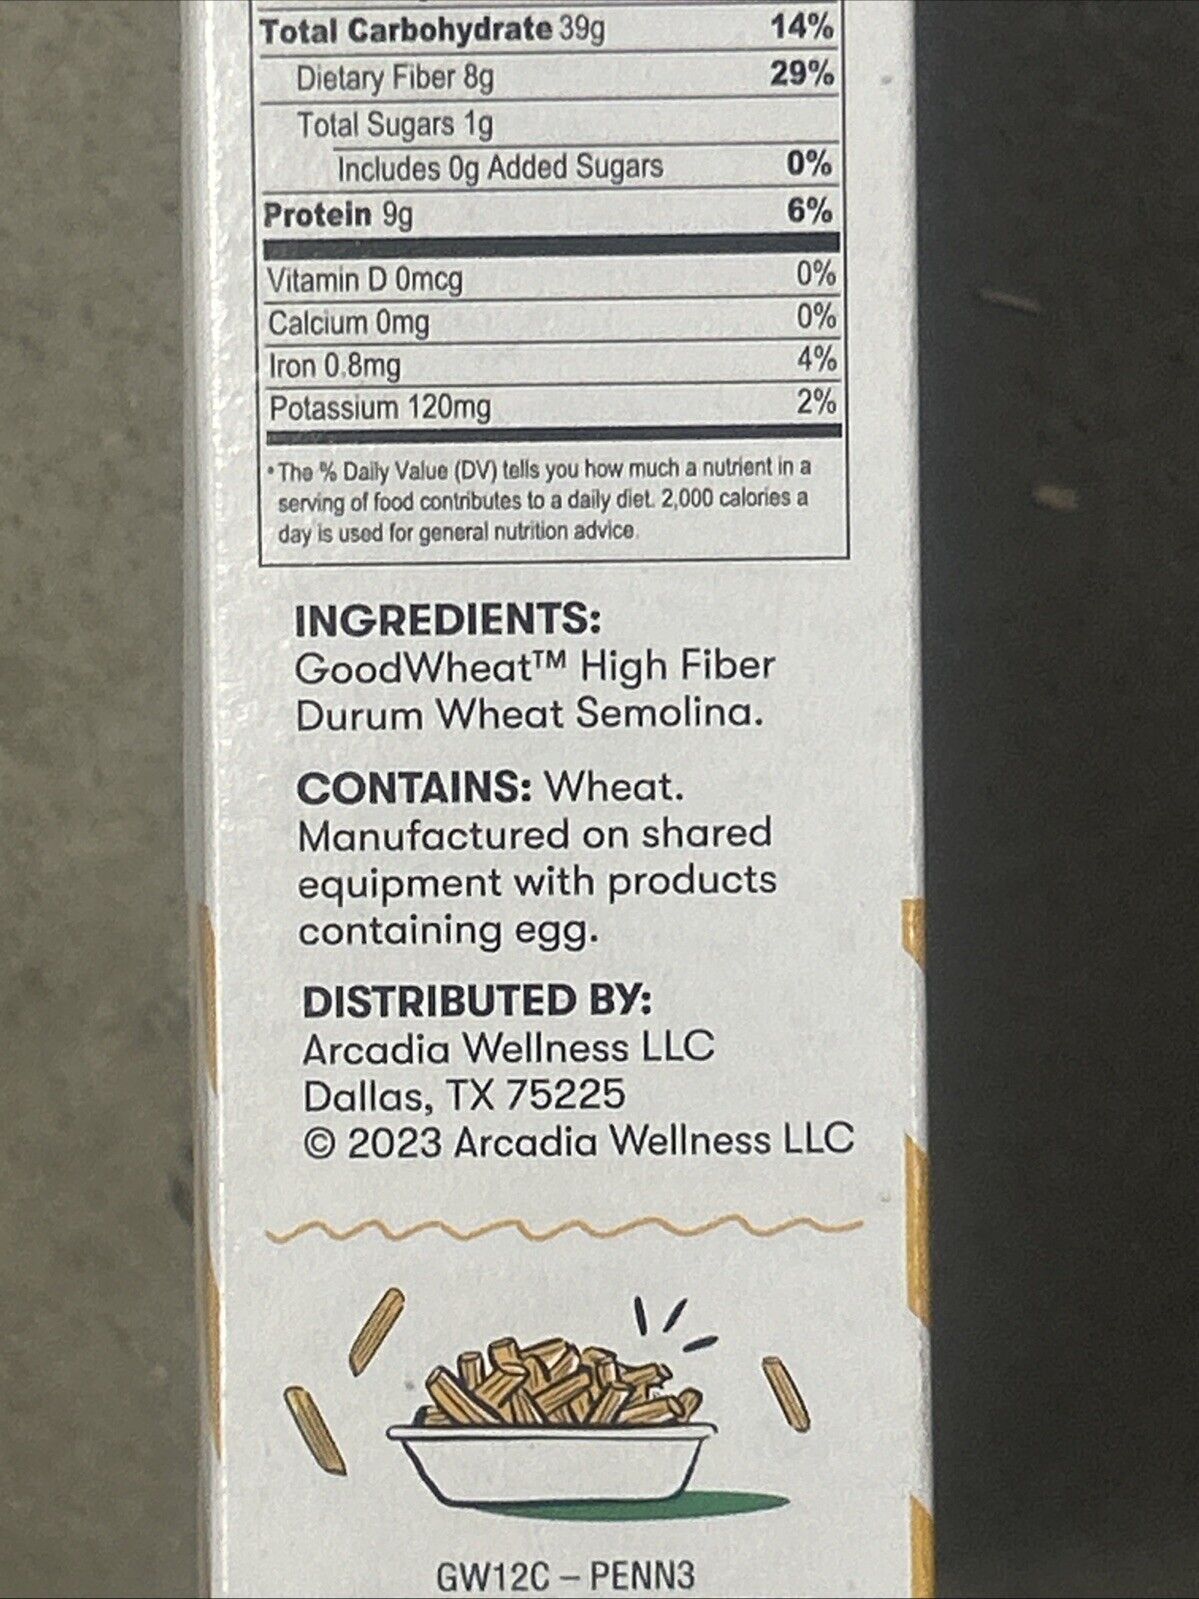 Total Carbohydrate 39g 14%
Dietary Fiber 8g 29%
Total Sugars 1g
Includes 0g Added Sugars 0%
Protein 9g 6%
Vitamin D 0mcg 0%
Calcium 0mg 0%
Iron 0.8mg 4%
Potassium 120mg 2%
* The % Daily Value (DV) tells you how much a nutrient in a
serving of food contributes to a daily diet. 2,000 calories a
day is used for general nutrition advice.
INGREDIENTS:
GoodWheat™ High Fiber
Durum Wheat Semolina.
CONTAINS: Wheat.
Manufactured on shared
equipment with products
containing egg.
DISTRIBUTED BY:
Arcadia Wellness LLC
Dallas, TX 75225
© 2023 Arcadia Wellness LLC
GW12C – PENN3